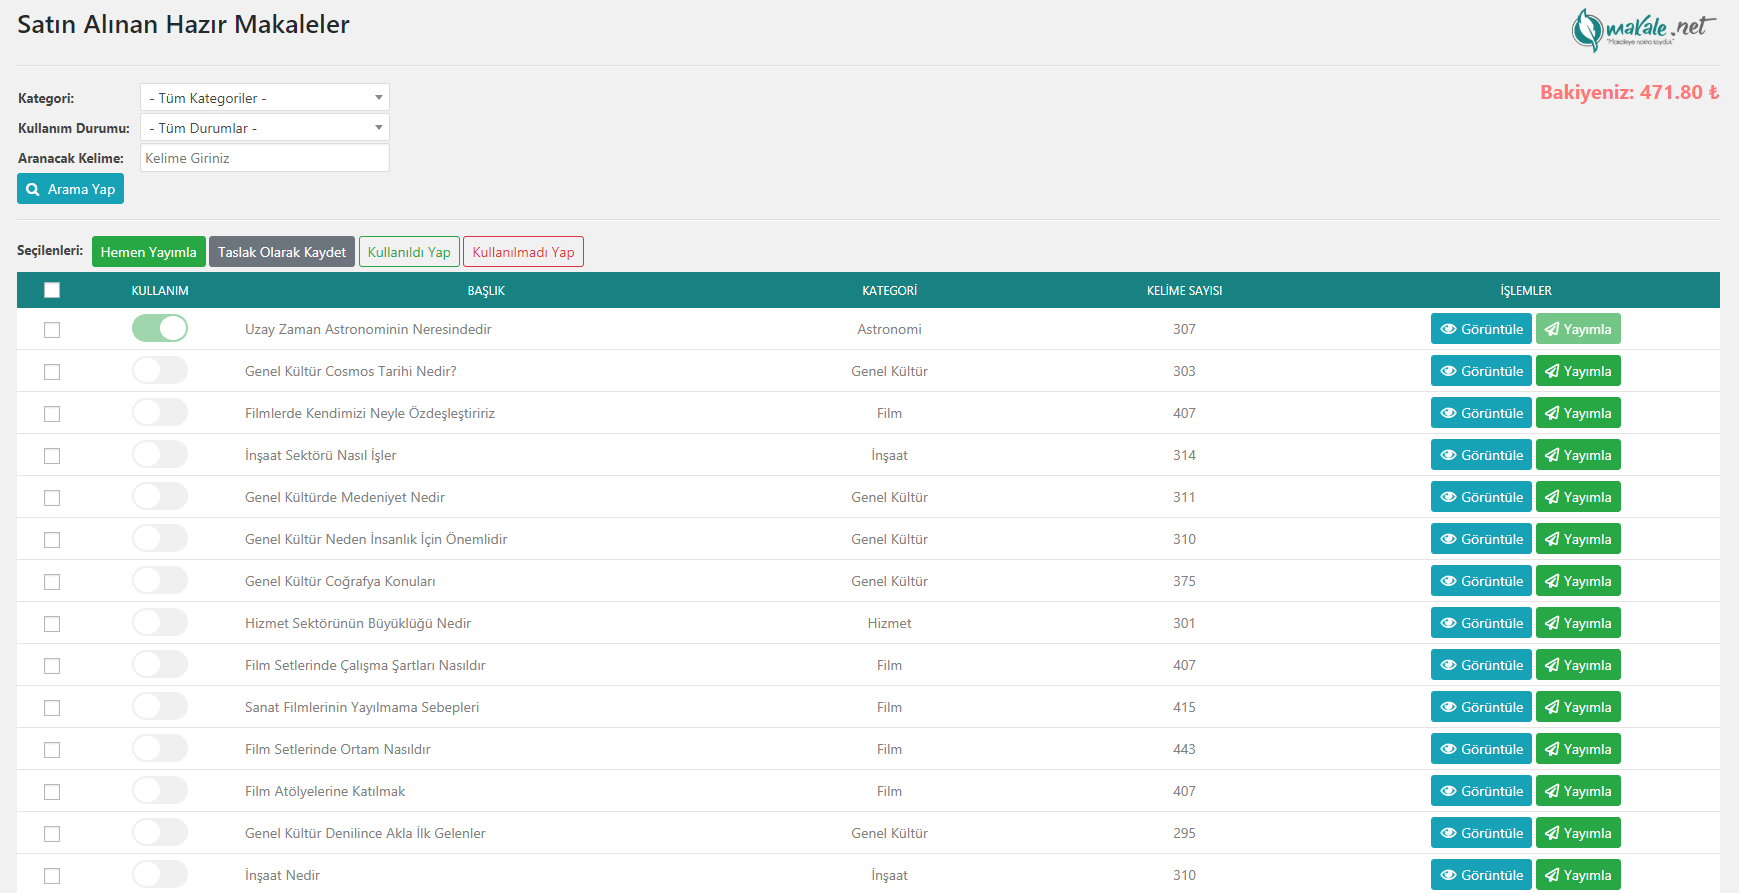 Satın Alınan Hazır Makaleler
makale.net
"Makaleye nokta koyduk"
Bakiyeniz: 471.80 ₺
Kategori: - Tüm Kategoriler -
Kullanım Durumu: - Tüm Durumlar -
Aranacak Kelime: Kelime Giriniz
Arama Yap
Seçilenleri: Hemen Yayımla Taslak Olarak Kaydet Kullanıldı Yap Kullanılmadı Yap
KULLANIM BAŞLIK KATEGORİ KELİME SAYISI İŞLEMLER
Uzay Zaman Astronominin Neresindedir Astronomi 307 Görüntüle Yayımla
Genel Kültür Cosmos Tarihi Nedir? Genel Kültür 303 Görüntüle Yayımla
Filmlerde Kendimizi Neyle Özdeşleştiririz Film 407 Görüntüle Yayımla
İnşaat Sektörü Nasıl İşler İnşaat 314 Görüntüle Yayımla
Genel Kültürde Medeniyet Nedir Genel Kültür 311 Görüntüle Yayımla
Genel Kültür Neden İnsanlık İçin Önemlidir Genel Kültür 310 Görüntüle Yayımla
Genel Kültür Coğrafya Konuları Genel Kültür 375 Görüntüle Yayımla
Hizmet Sektörünün Büyüklüğü Nedir Hizmet 301 Görüntüle Yayımla
Film Setlerinde Çalışma Şartları Nasıldır Film 407 Görüntüle Yayımla
Sanat Filmlerinin Yayılmama Sebepleri Film 415 Görüntüle Yayımla
Film Setlerinde Ortam Nasıldır Film 443 Görüntüle Yayımla
Film Atölyelerine Katılmak Film 407 Görüntüle Yayımla
Genel Kültür Denilince Akla İlk Gelenler Genel Kültür 295 Görüntüle Yayımla
İnşaat Nedir İnşaat 310 Görüntüle Yayımla